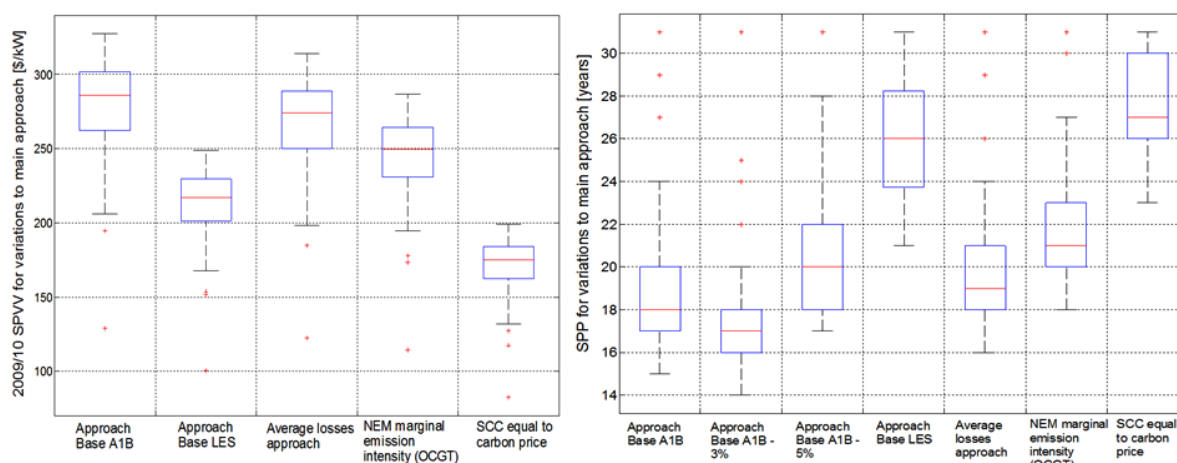 2009/10 SPVV for variations to main approach [$/kW]
300
250
200
150
100
Approach
Base A1B
Approach
Base LES
Average losses
approach
NEM marginal
emission
intensity (OCGT)
SCC equal to
carbon price
SPP for variations to main approach [years]
30
28
26
24
22
20
18
16
14
Approach
Base A1B
Approach
Base A1B -
3%
Approach
Base A1B -
5%
Approach
Base LES
Average
losses
approach
NEM marginal
emission
intensity (OCGT)
SCC equal
to carbon
price